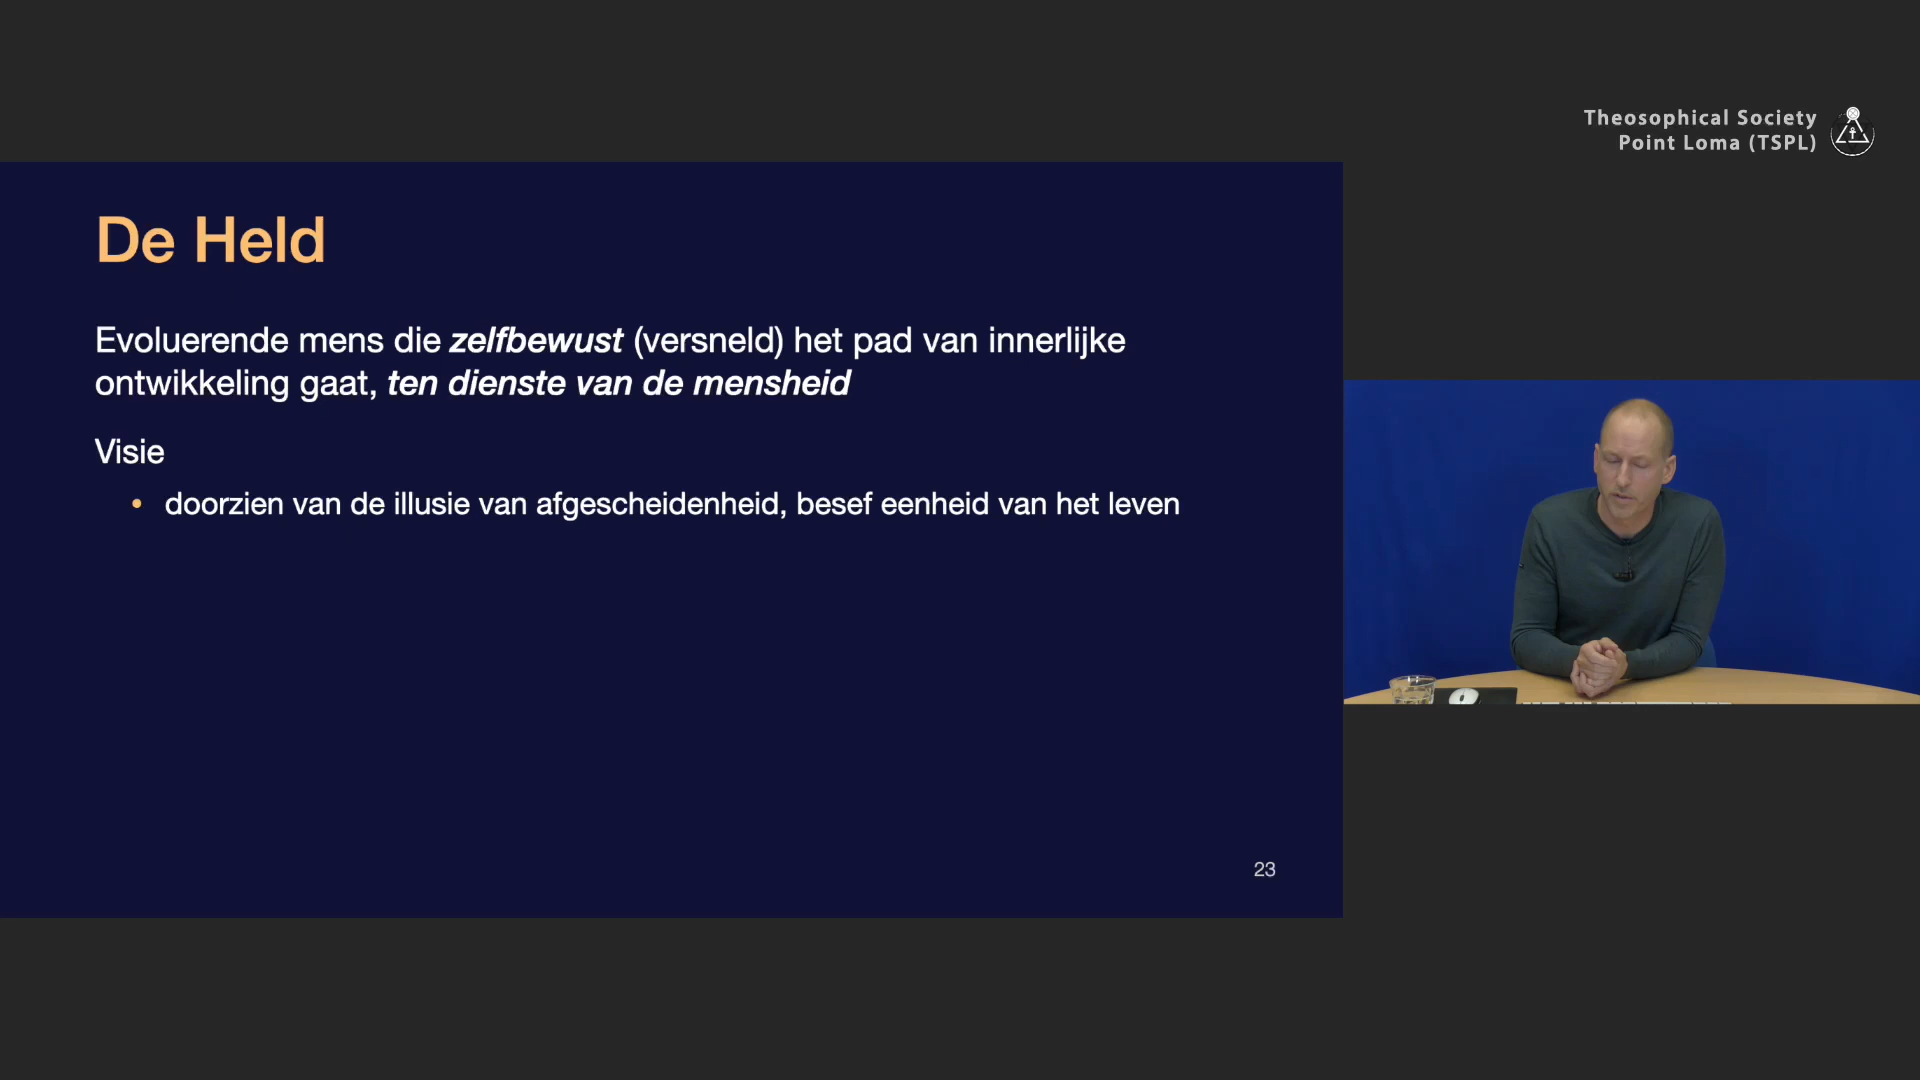 Theosophical Society
Point Loma (TSPL)
De Held
Evoluerende mens die zelfbewust (versneld) het pad van innerlijke
ontwikkeling gaat, ten dienste van de mensheid
Visie
• doorzien van de illusie van afgescheidenheid, besef eenheid van het leven
23